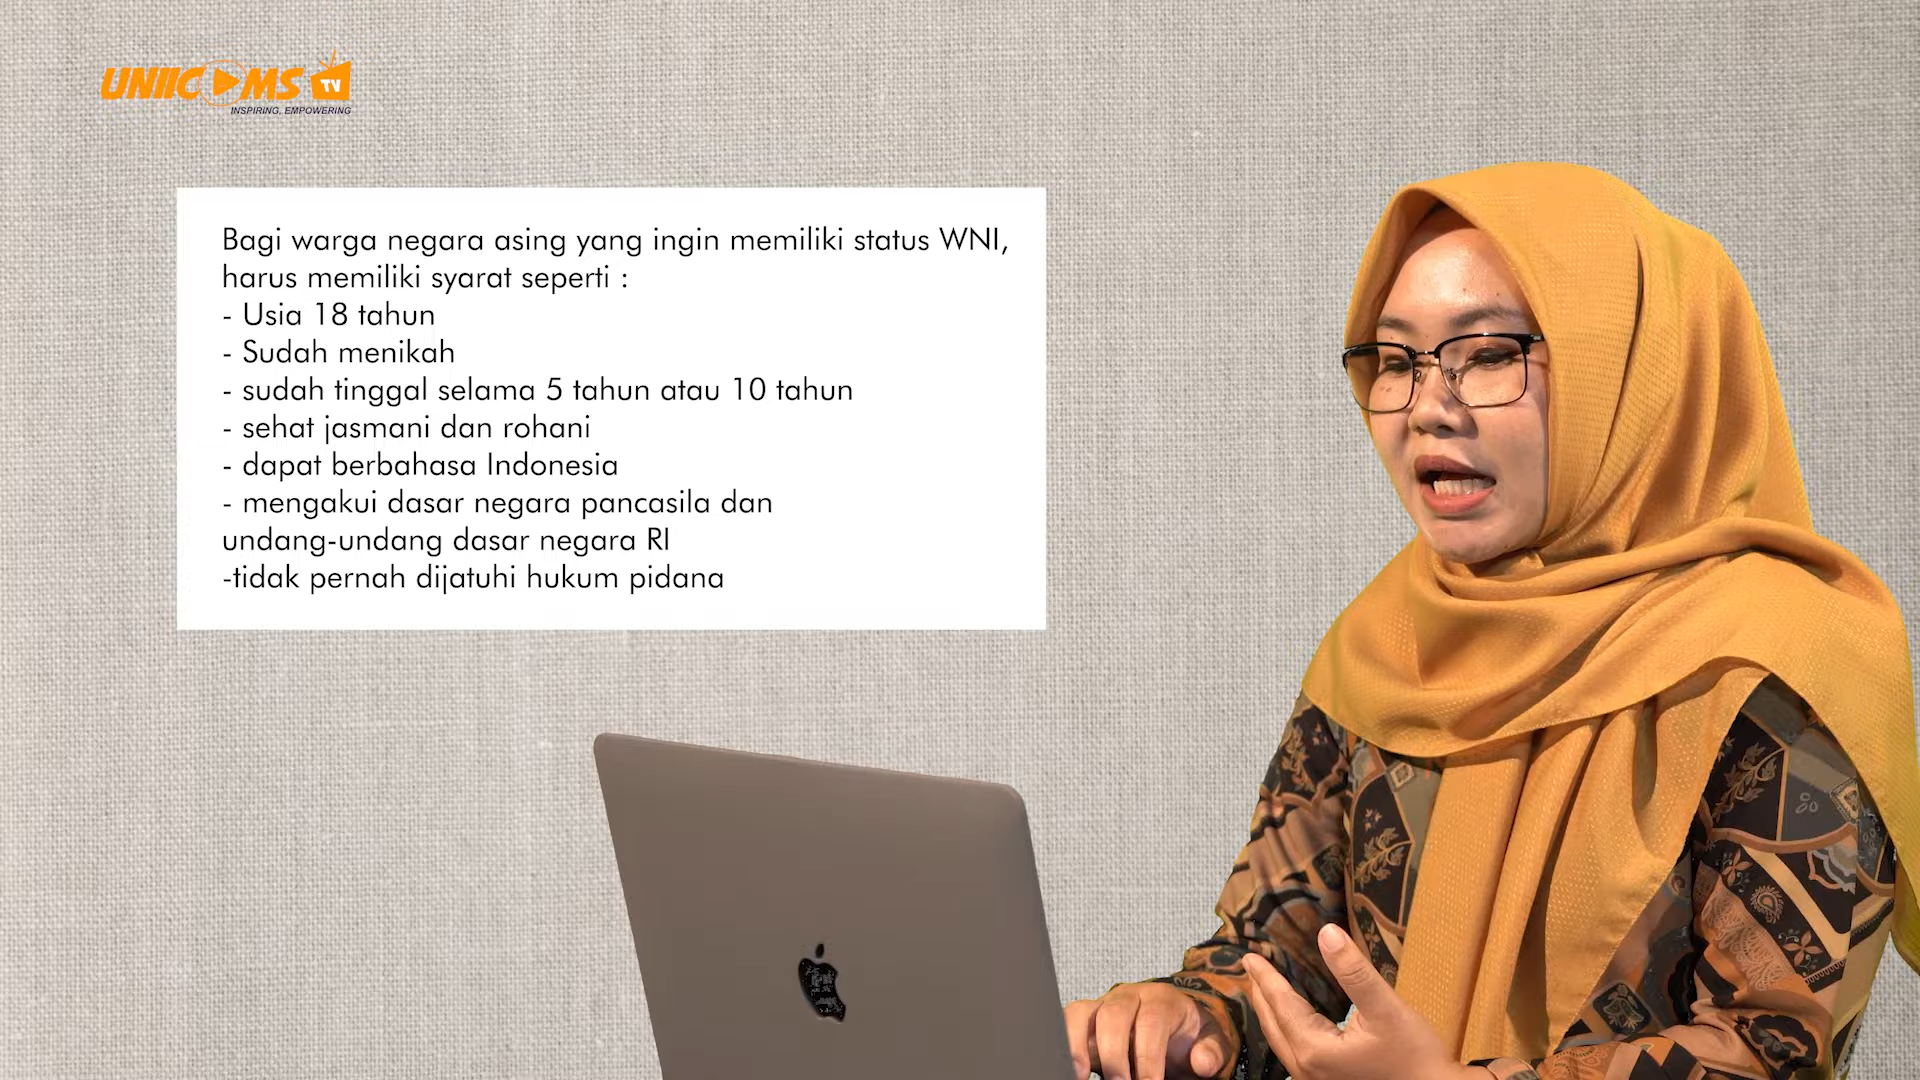 UNIICOMS TV
INSPIRING, EMPOWERING
Bagi warga negara asing yang ingin memiliki status WNI,
harus memiliki syarat seperti :
- Usia 18 tahun
- Sudah menikah
- sudah tinggal selama 5 tahun atau 10 tahun
- sehat jasmani dan rohani
- dapat berbahasa Indonesia
- mengakui dasar negara pancasila dan
undang-undang dasar negara RI
-tidak pernah dijatuhi hukum pidana